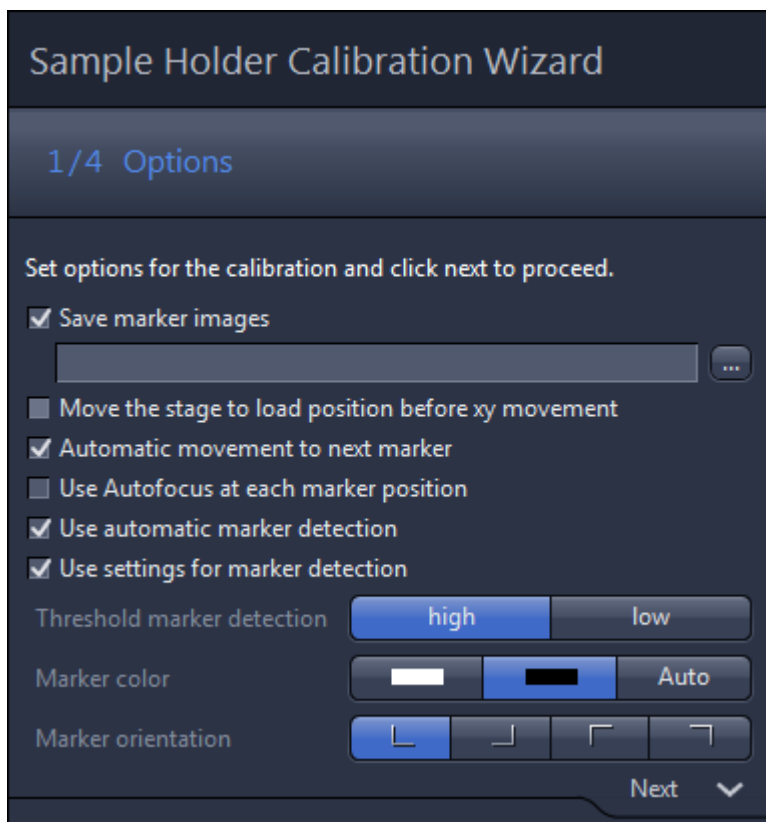 Sample Holder Calibration Wizard
1/4 Options
Set options for the calibration and click next to proceed.
Save marker images
...
Move the stage to load position before xy movement
Automatic movement to next marker
Use Autofocus at each marker position
Use automatic marker detection
Use settings for marker detection
Threshold marker detection high low
Marker color Auto
Marker orientation
Next